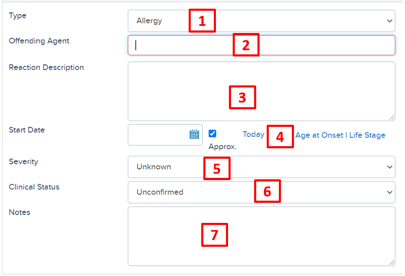 Type
Allergy 1
Offending Agent
2
Reaction Description
3
Start Date
Approx.
Today 4 Age at Onset | Life Stage
Severity
Unknown 5
Clinical Status
Unconfirmed 6
Notes
7